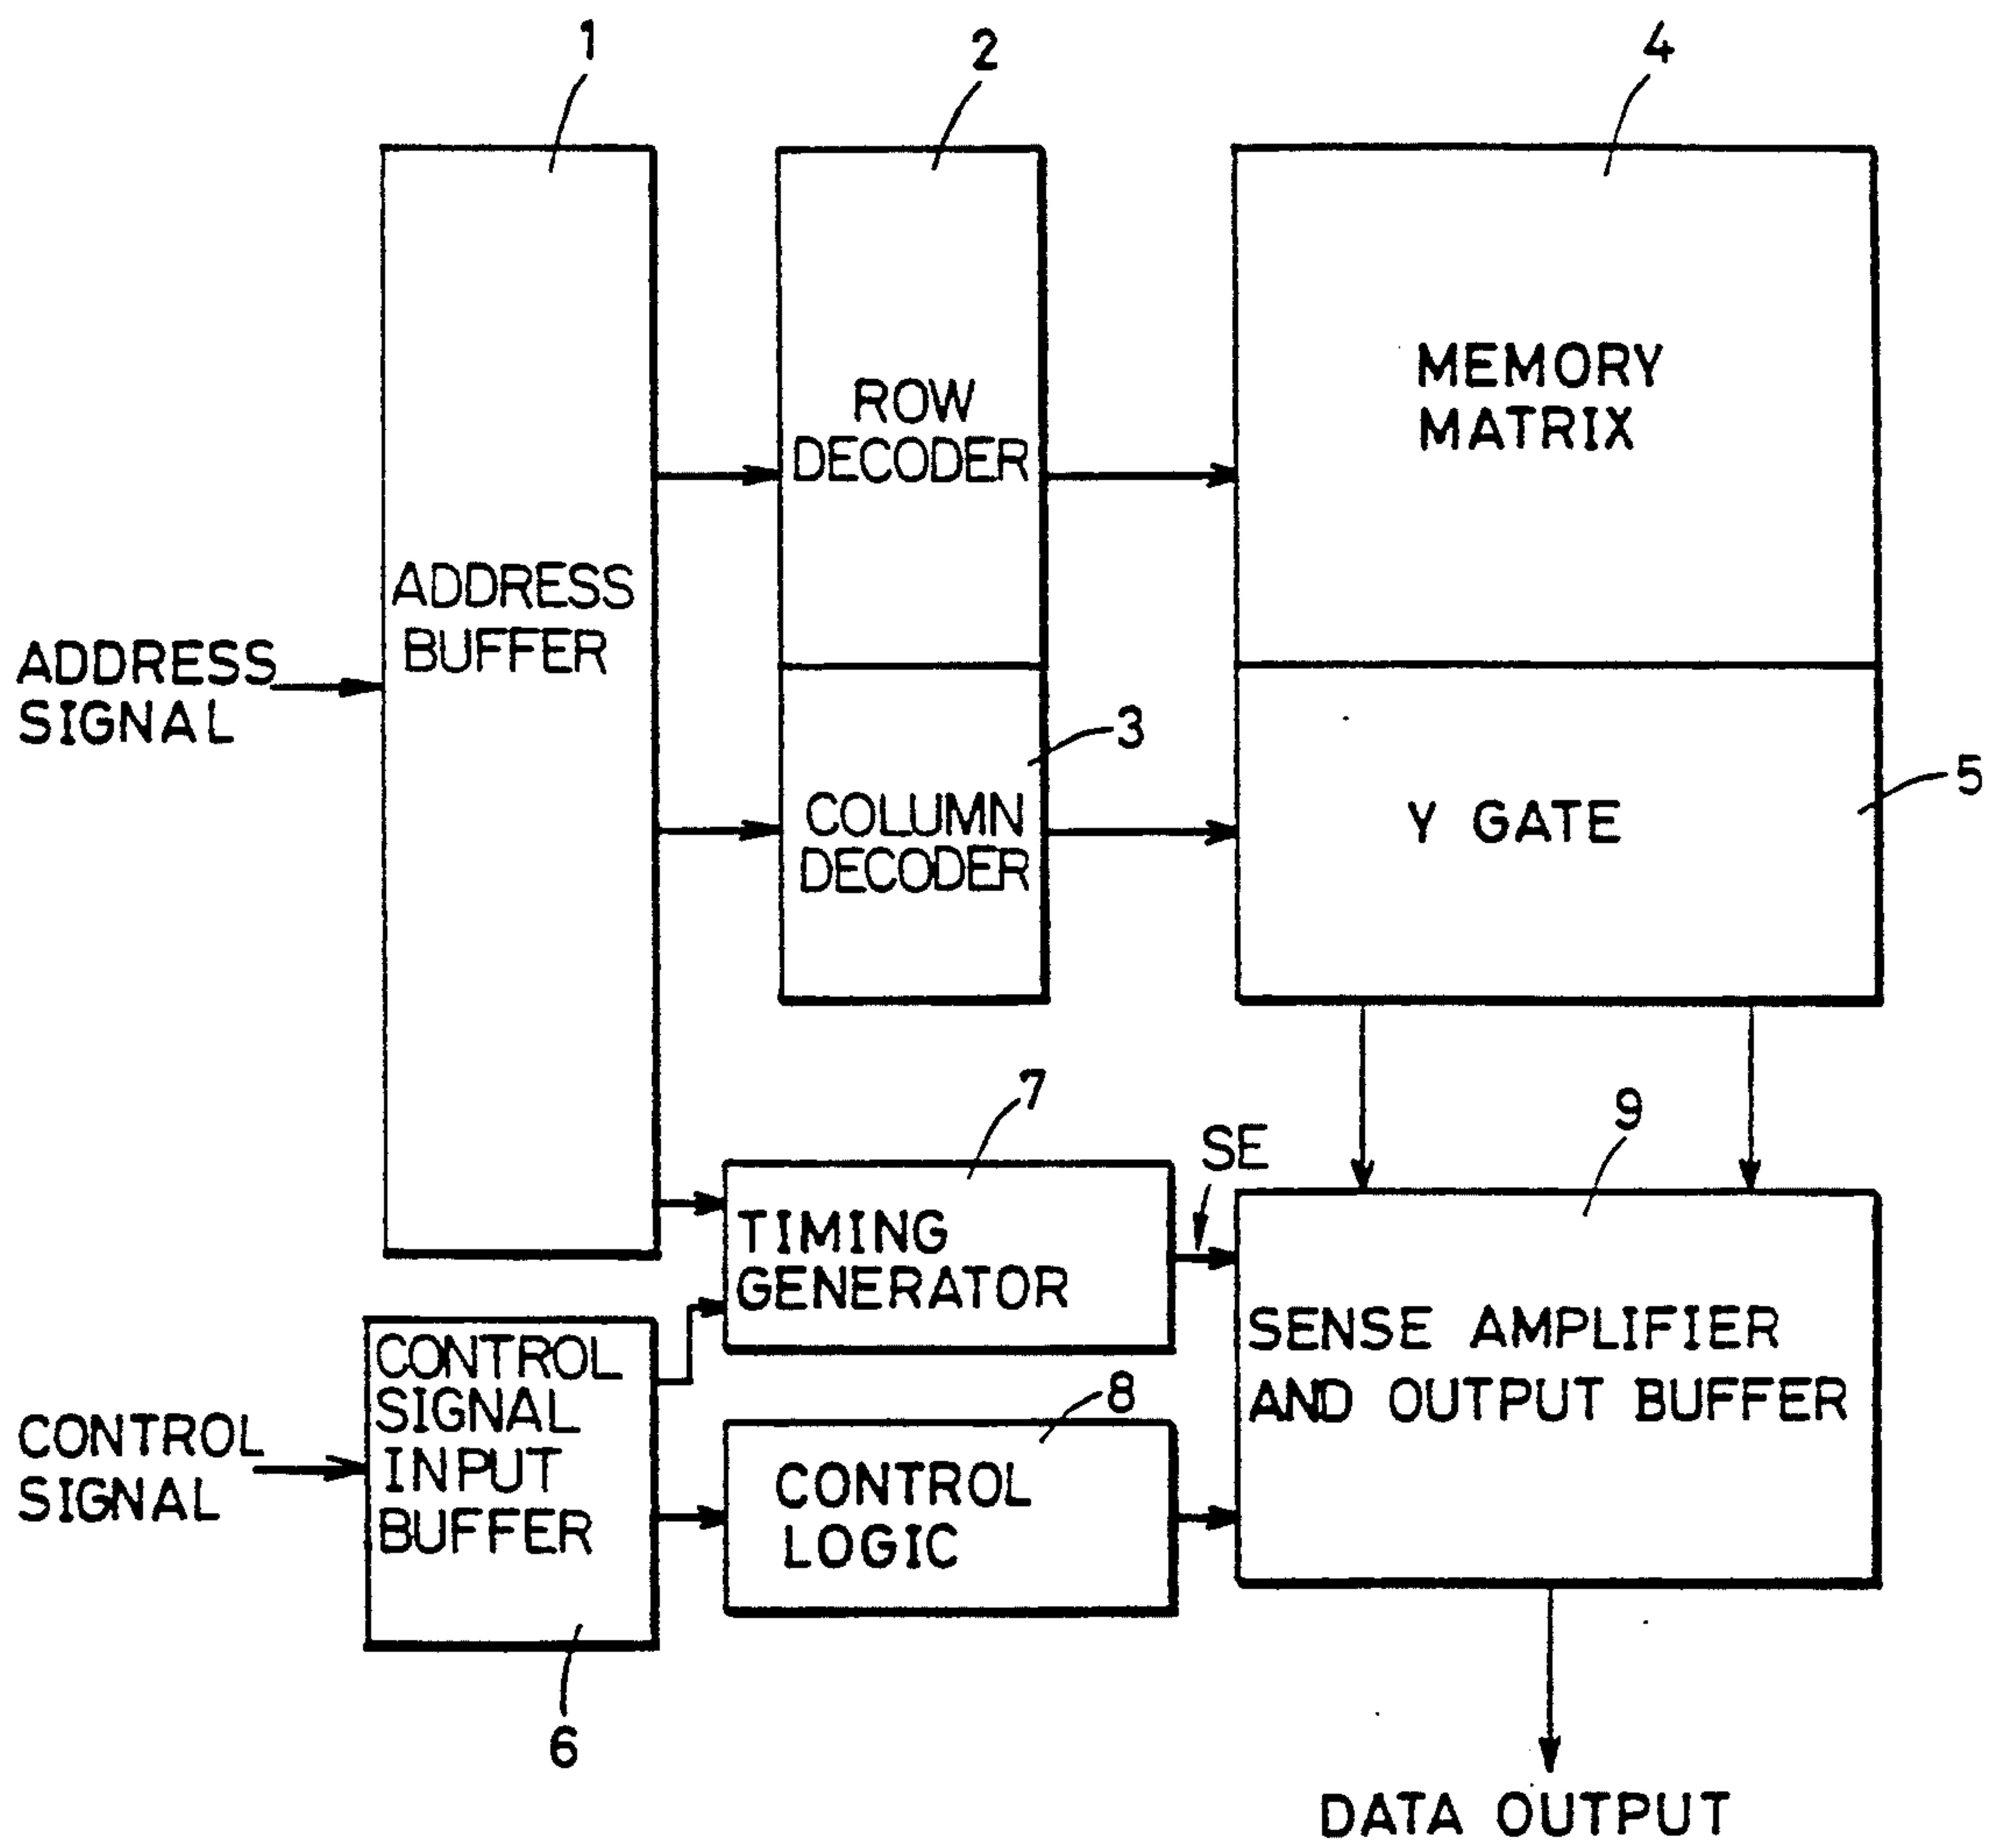 1
2
4
ROW
DECODER
MEMORY
MATRIX
ADDRESS
BUFFER
ADDRESS
SIGNAL
3
5
COLUMN
DECODER
Y GATE
7
SE
9
TIMING
GENERATOR
SENSE AMPLIFIER
AND OUTPUT BUFFER
CONTROL
SIGNAL
INPUT
BUFFER
8
CONTROL
SIGNAL
CONTROL
LOGIC
6
DATA OUTPUT